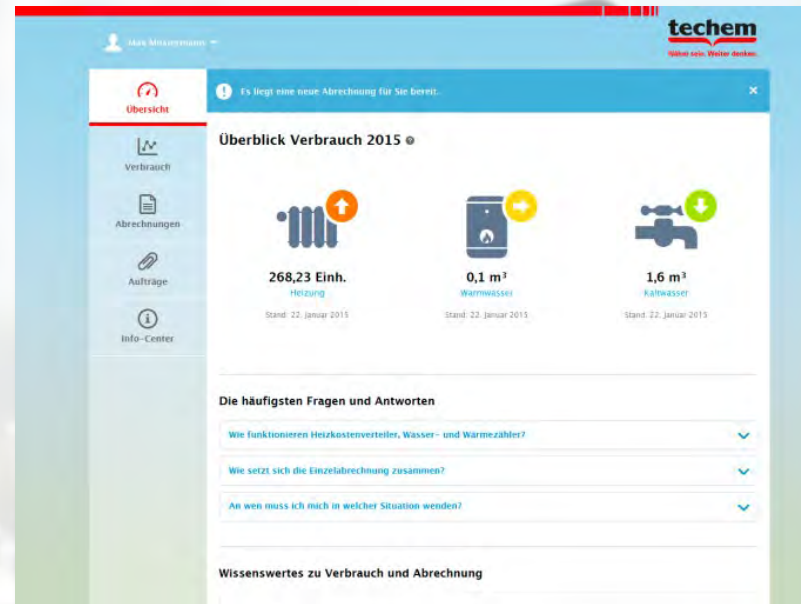 Max Mustermann
techem
Näher sein. Weiter denken.
Übersicht
Es liegt eine neue Abrechnung für Sie bereit.
Verbrauch
Abrechnungen
Aufträge
Info-Center
Überblick Verbrauch 2015
268,23 Einh.
Heizung
Stand: 22. Januar 2015
0,1 m³
Warmwasser
Stand: 22. Januar 2015
1,6 m³
Kaltwasser
Stand: 22. Januar 2015
Die häufigsten Fragen und Antworten
Wie funktionieren Heizkostenverteiler, Wasser- und Wärmezähler?
Wie setzt sich die Einzelabrechnung zusammen?
An wen muss ich mich in welcher Situation wenden?
Wissenswertes zu Verbrauch und Abrechnung